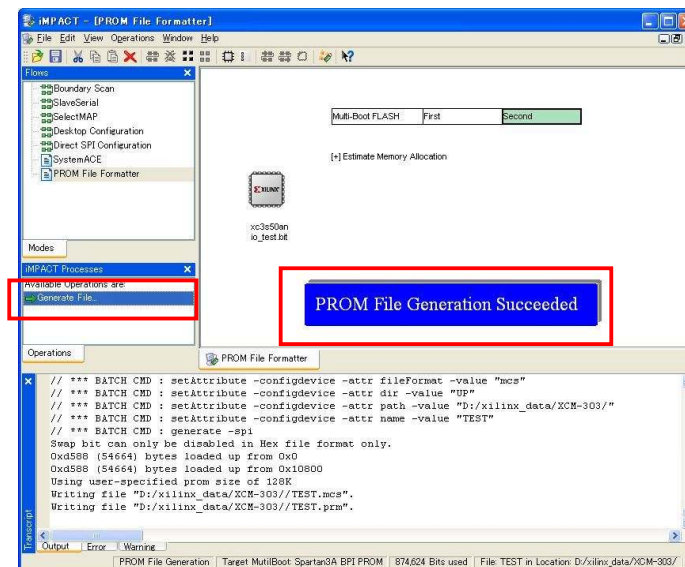 iMPACT - [PROM File Formatter]
File Edit View Operations Window Help
Flows
Boundary Scan
SlaveSerial
SelectMAP
Desktop Configuration
Direct SPI Configuration
SystemACE
PROM File Formatter
Modes
iMPACT Processes
Available Operations are:
Generate File...
Operations
Multi-Boot FLASH First Second
[+] Estimate Memory Allocation
XILINX
xc3s50an
io_test.bit
PROM File Generation Succeeded
PROM File Formatter
// *** BATCH CMD : setAttribute -configdevice -attr fileFormat -value "mcs"
// *** BATCH CMD : setAttribute -configdevice -attr dir -value "UP"
// *** BATCH CMD : setAttribute -configdevice -attr path -value "D:/xilinx_data/XCM-303/"
// *** BATCH CMD : setAttribute -configdevice -attr name -value "TEST"
// *** BATCH CMD : generate -spi
Swap bit can only be disabled in Hex file format only.
0xd588 (54664) bytes loaded up from 0x0
0xd588 (54664) bytes loaded up from 0x10800
Using user-specified prom size of 128K
Writing file "D:/xilinx_data/XCM-303//TEST.mcs".
Writing file "D:/xilinx_data/XCM-303//TEST.prm".
Transcript
Output Error Warning
PROM File Generation Target MutilBoot Spartan3A BPI PROM 874,624 Bits used File: TEST in Location: D:/xilinx_data/XCM-303/